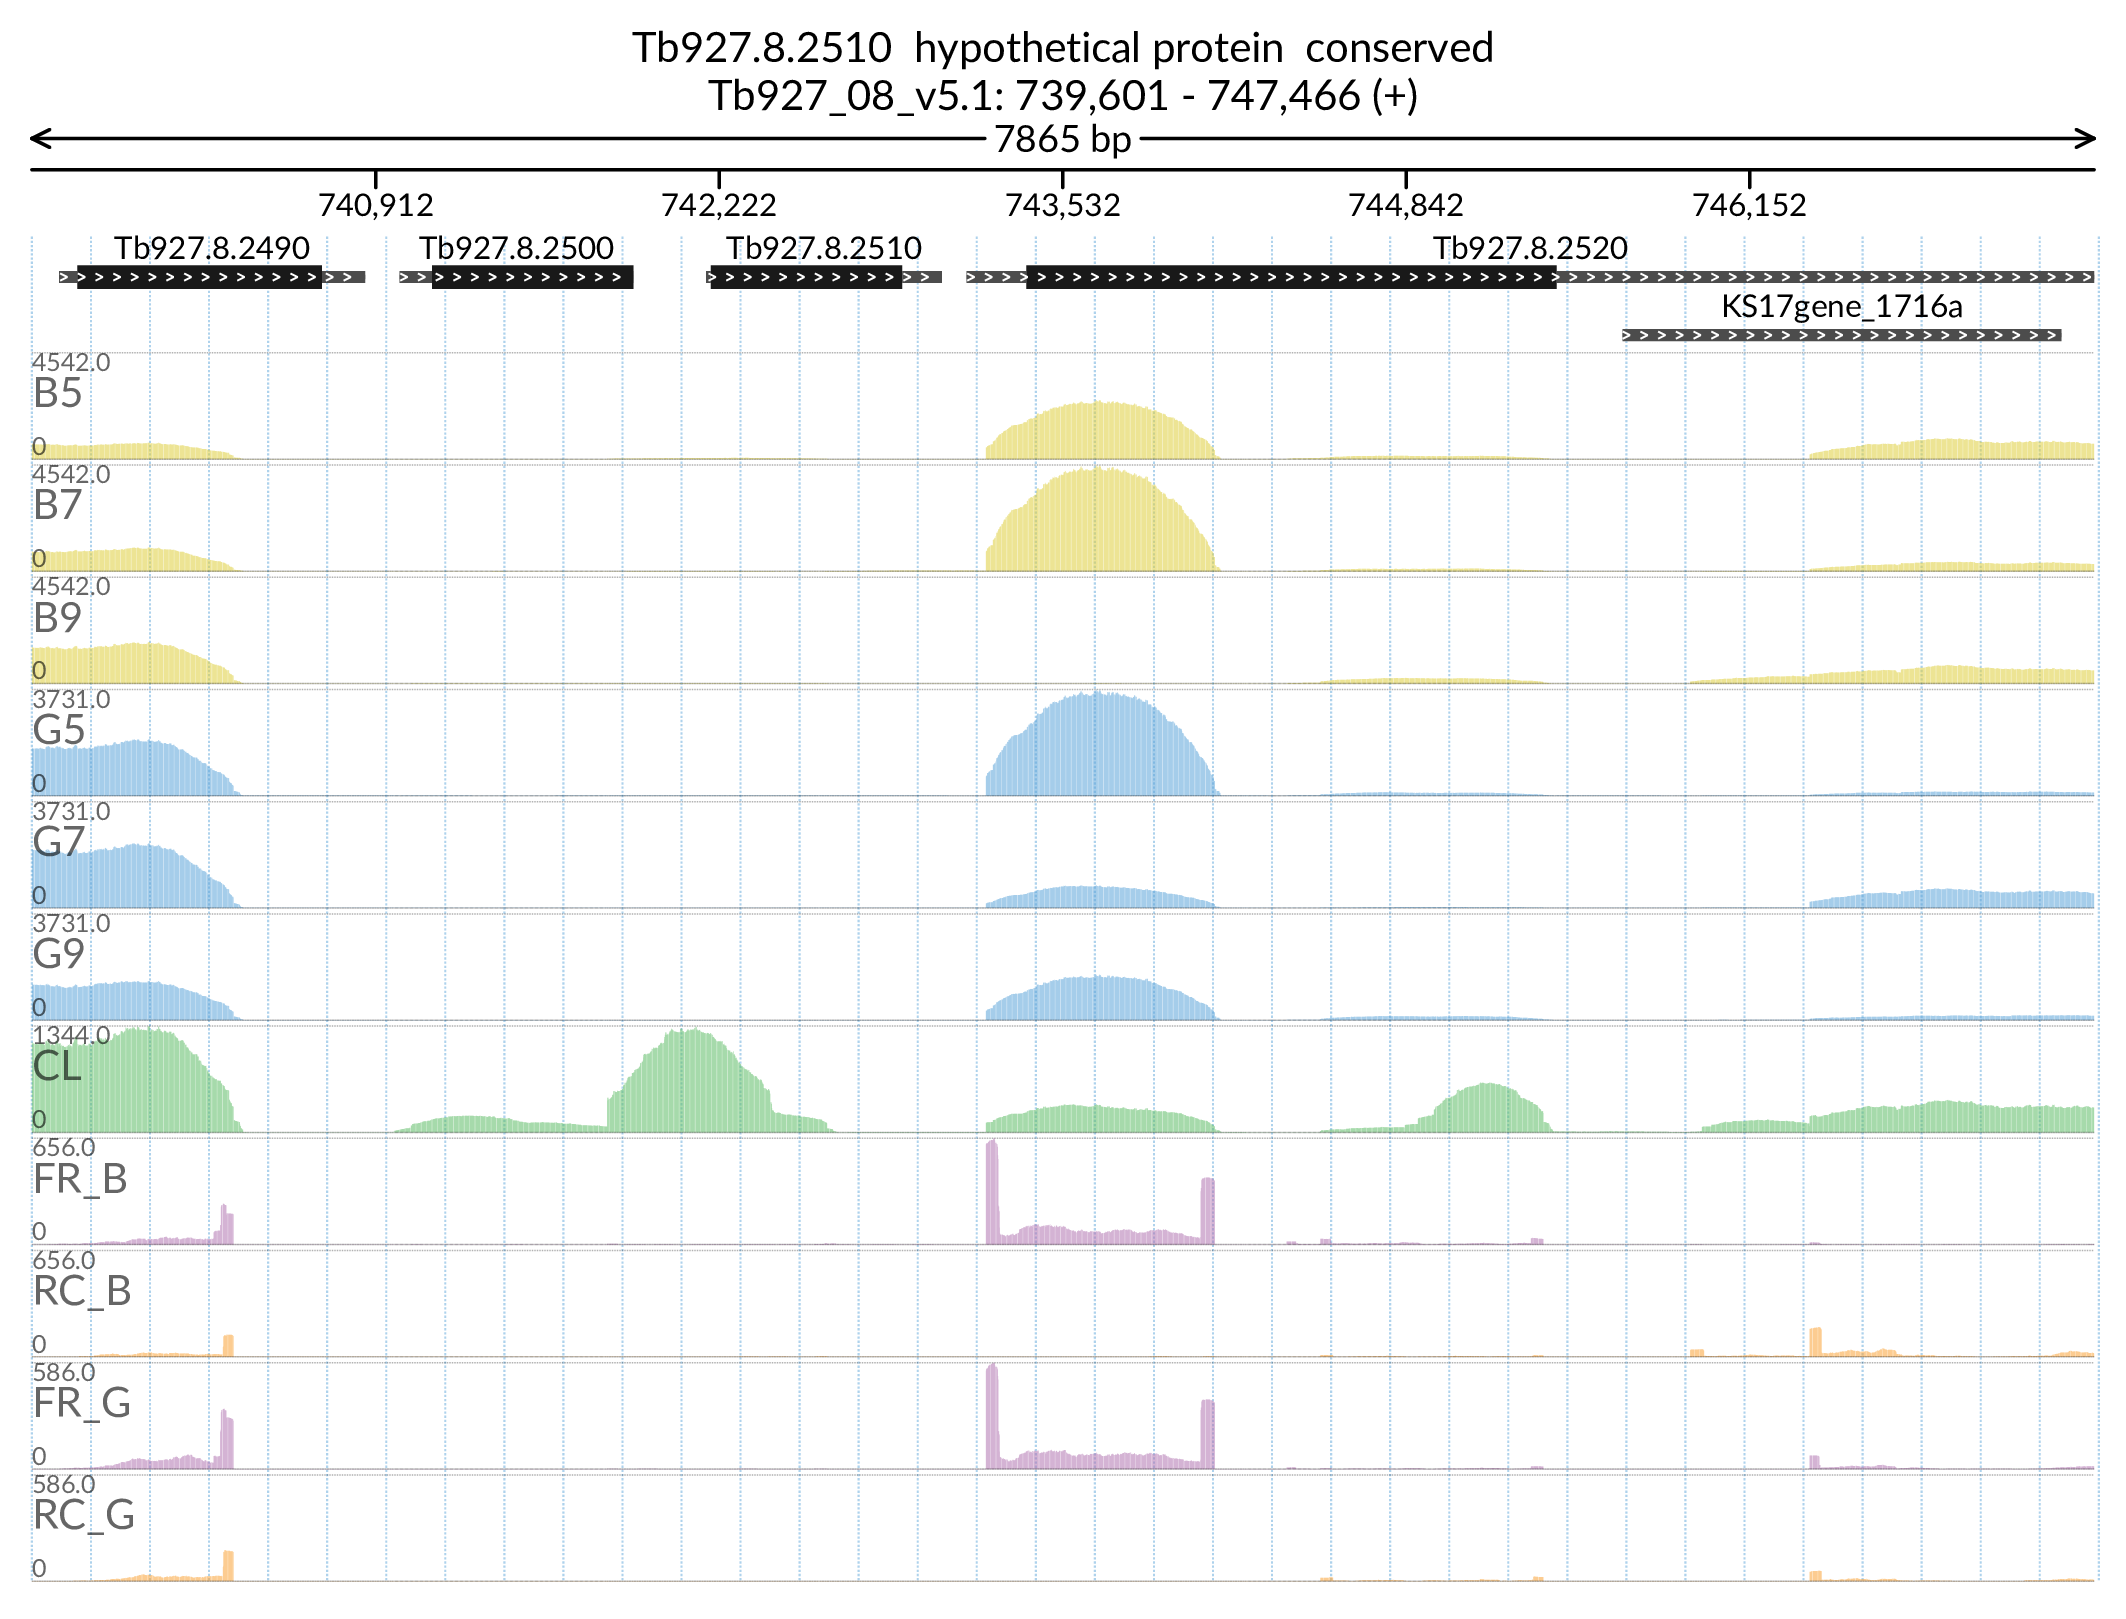 Tb927.8.2510  hypothetical protein  conserved
Tb927_08_v5.1: 739,601 - 747,466 (+)
7865 bp
740,912 742,222 743,532 744,842 746,152
Tb927.8.2490 Tb927.8.2500 Tb927.8.2510 Tb927.8.2520
KS17gene_1716a
4542.0
B5
0
4542.0
B7
0
4542.0
B9
0
3731.0
G5
0
3731.0
G7
0
3731.0
G9
0
1344.0
CL
0
656.0
FR_B
0
656.0
RC_B
0
586.0
FR_G
0
586.0
RC_G
0